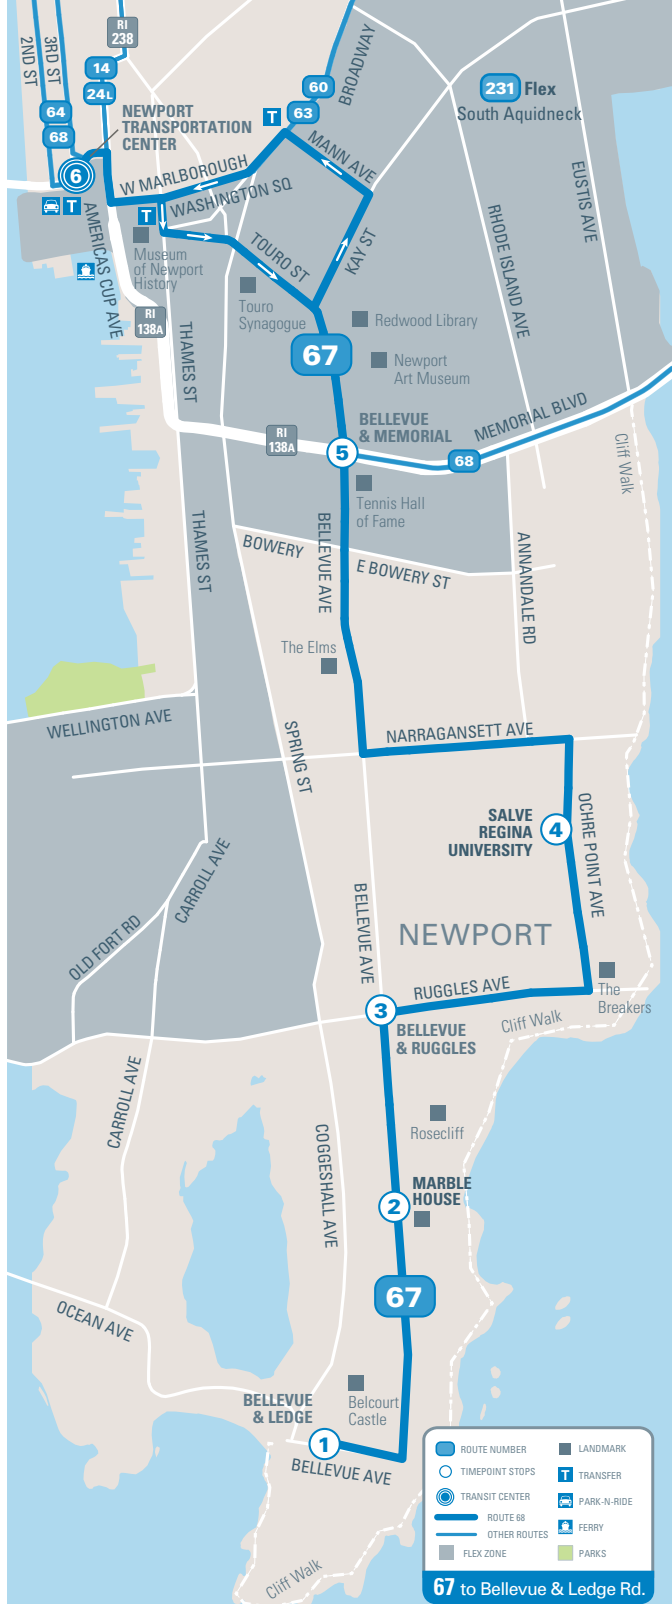 2ND ST
3RD ST
RI
238
14
24L
64
68
NEWPORT
TRANSPORTATION
CENTER
6
T
60
63
T
BROADWAY
231 Flex
South Aquidneck
MANN AVE
W MARLBOROUGH
WASHINGTON SQ
T
EUSTIS AVE
RHODE ISLAND AVE
KAY ST
TOURO ST
AMERICAS CUP AVE
Museum
of Newport
History
RI
138A
Touro
Synagogue
Redwood Library
67
Newport
Art Museum
THAMES ST
MEMORIAL BLVD
BELLEVUE
& MEMORIAL
RI
138A
5
68
Cliff Walk
Tennis Hall
of Fame
THAMES ST
BELLEVUE AVE
BOWERY
E BOWERY ST
ANNANDALE RD
The Elms
WELLINGTON AVE
SPRING ST
NARRAGANSETT AVE
SALVE
REGINA
UNIVERSITY
4
OCHRE POINT AVE
CARROLL AVE
OLD FORT RD
BELLEVUE AVE
NEWPORT
RUGGLES AVE
The
Breakers
3
BELLEVUE
& RUGGLES
Cliff Walk
CARROLL AVE
COGGESHALL AVE
Rosecliff
MARBLE
HOUSE
2
67
OCEAN AVE
BELLEVUE
& LEDGE
Belcourt
Castle
1
BELLEVUE AVE
Cliff Walk
ROUTE NUMBER
TIMEPOINT STOPS
TRANSIT CENTER
ROUTE 68
OTHER ROUTES
FLEX ZONE
LANDMARK
T TRANSFER
PARK-N-RIDE
FERRY
PARKS
67 to Bellevue & Ledge Rd.